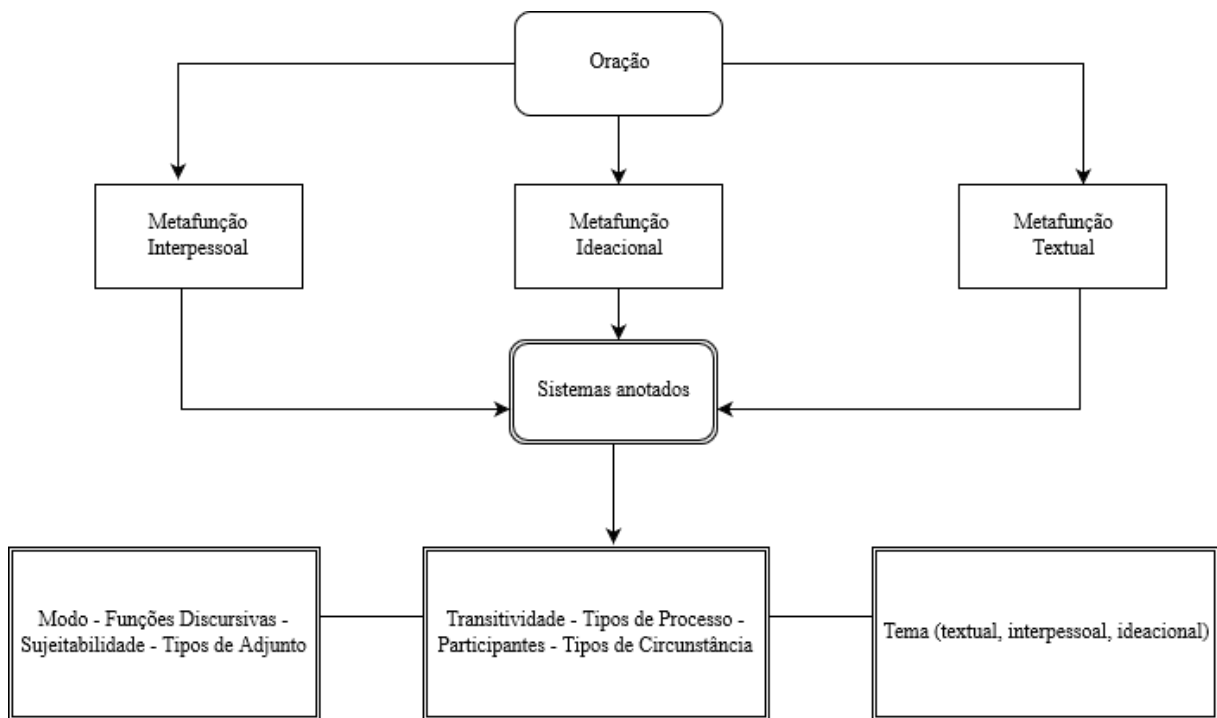 Oração
Metafunção
Interpessoal
Metafunção
Ideacional
Metafunção
Textual
Sistemas anotados
Modo - Funções Discursivas -
Sujeitabilidade - Tipos de Adjunto
Transitividade - Tipos de Processo -
Participantes - Tipos de Circunstância
Tema (textual, interpessoal, ideacional)